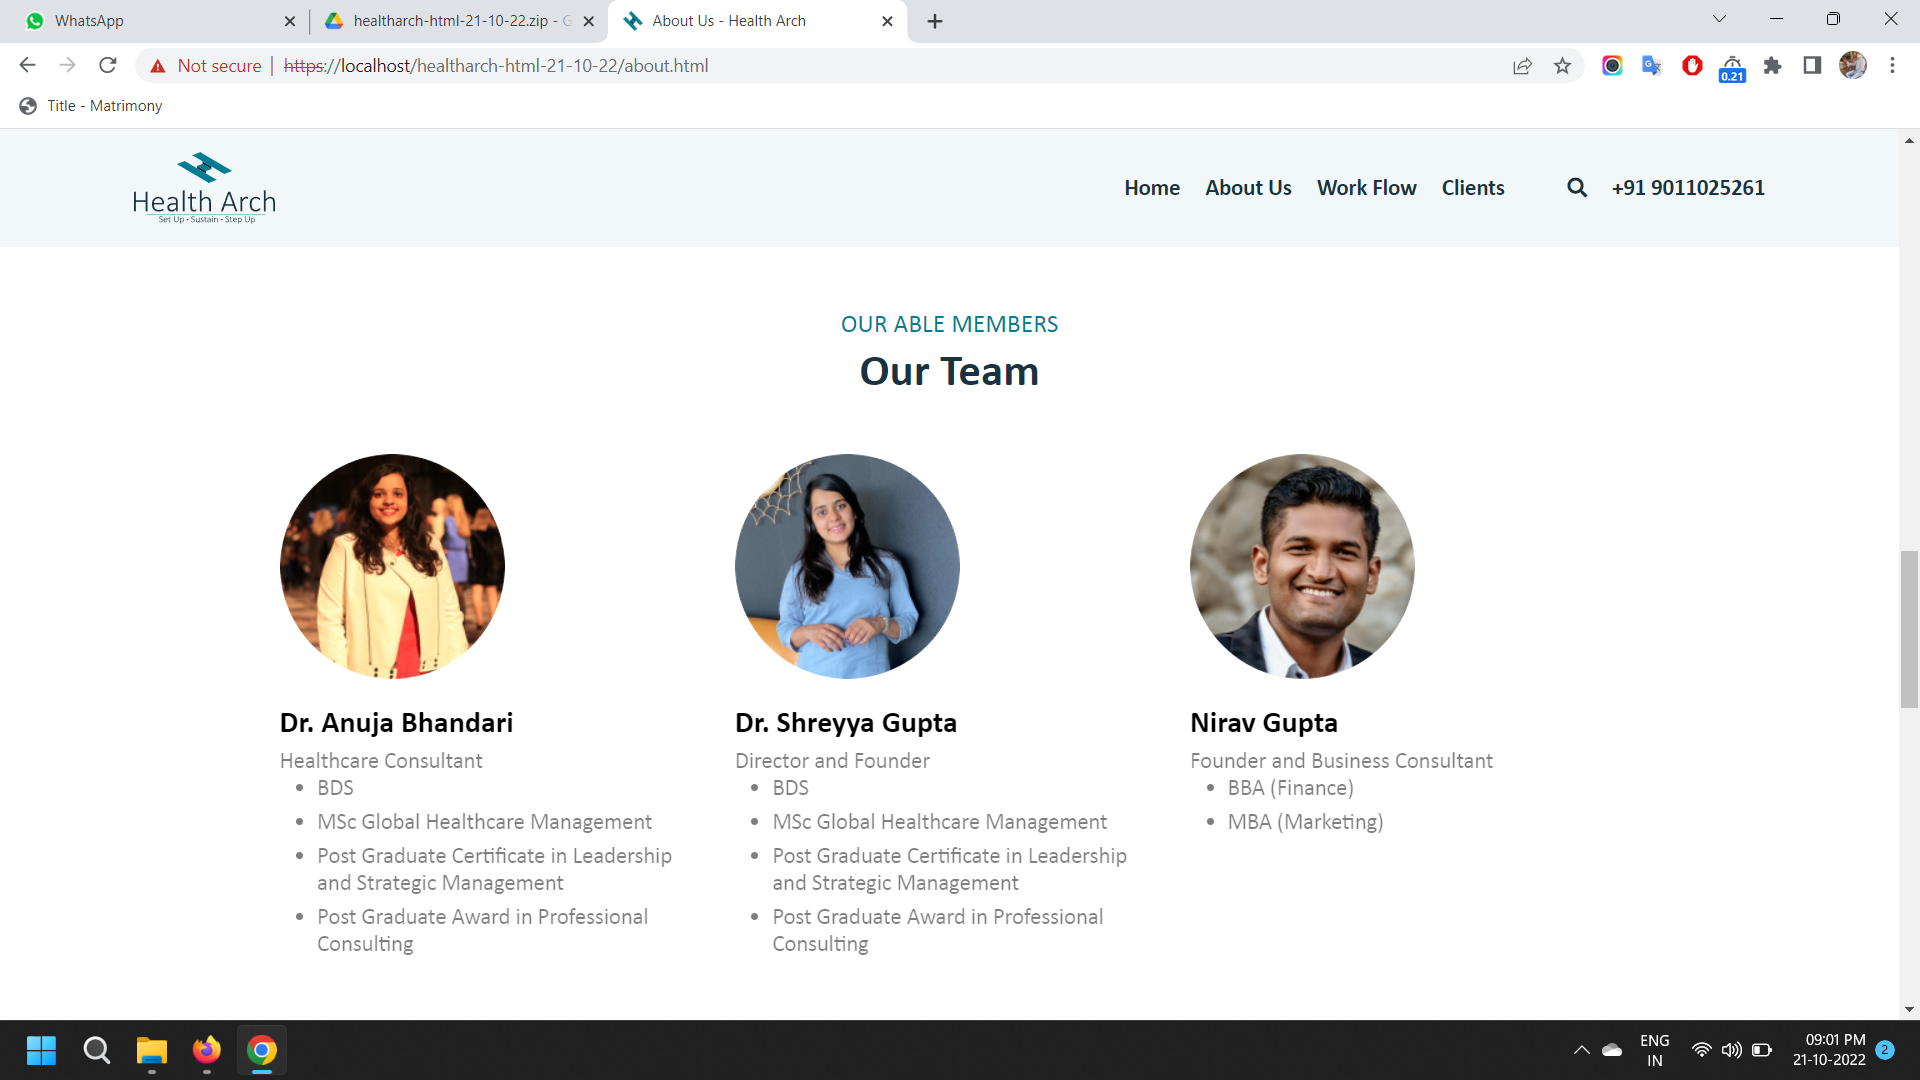 WhatsApp
healtharch-html-21-10-22.zip - G
About Us - Health Arch
Not secure
https://localhost/healtharch-html-21-10-22/about.html
0.21
Title - Matrimony
Health Arch
Set Up • Sustain • Step Up
Home
About Us
Work Flow
Clients
+91 9011025261
OUR ABLE MEMBERS
Our Team
Dr. Anuja Bhandari
Healthcare Consultant
• BDS
• MSc Global Healthcare Management
• Post Graduate Certificate in Leadership
and Strategic Management
• Post Graduate Award in Professional
Consulting
Dr. Shreyya Gupta
Director and Founder
• BDS
• MSc Global Healthcare Management
• Post Graduate Certificate in Leadership
and Strategic Management
• Post Graduate Award in Professional
Consulting
Nirav Gupta
Founder and Business Consultant
• BBA (Finance)
• MBA (Marketing)
ENG
IN
09:01 PM
21-10-2022
2